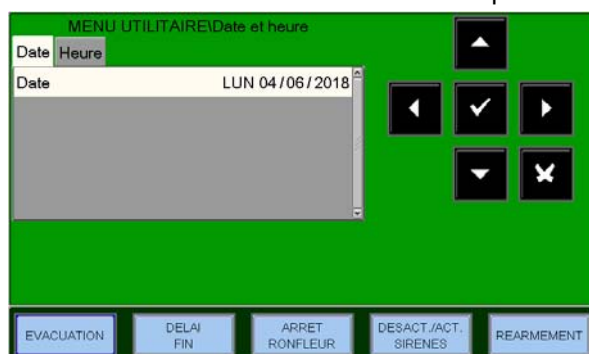 MENU UTILITAIRE\Date et heure
Date Heure
Date LUN 04/06/2018
EVACUATION
DELAI
FIN
ARRET
RONFLEUR
DESACT./ACT.
SIRENES
REARMEMENT